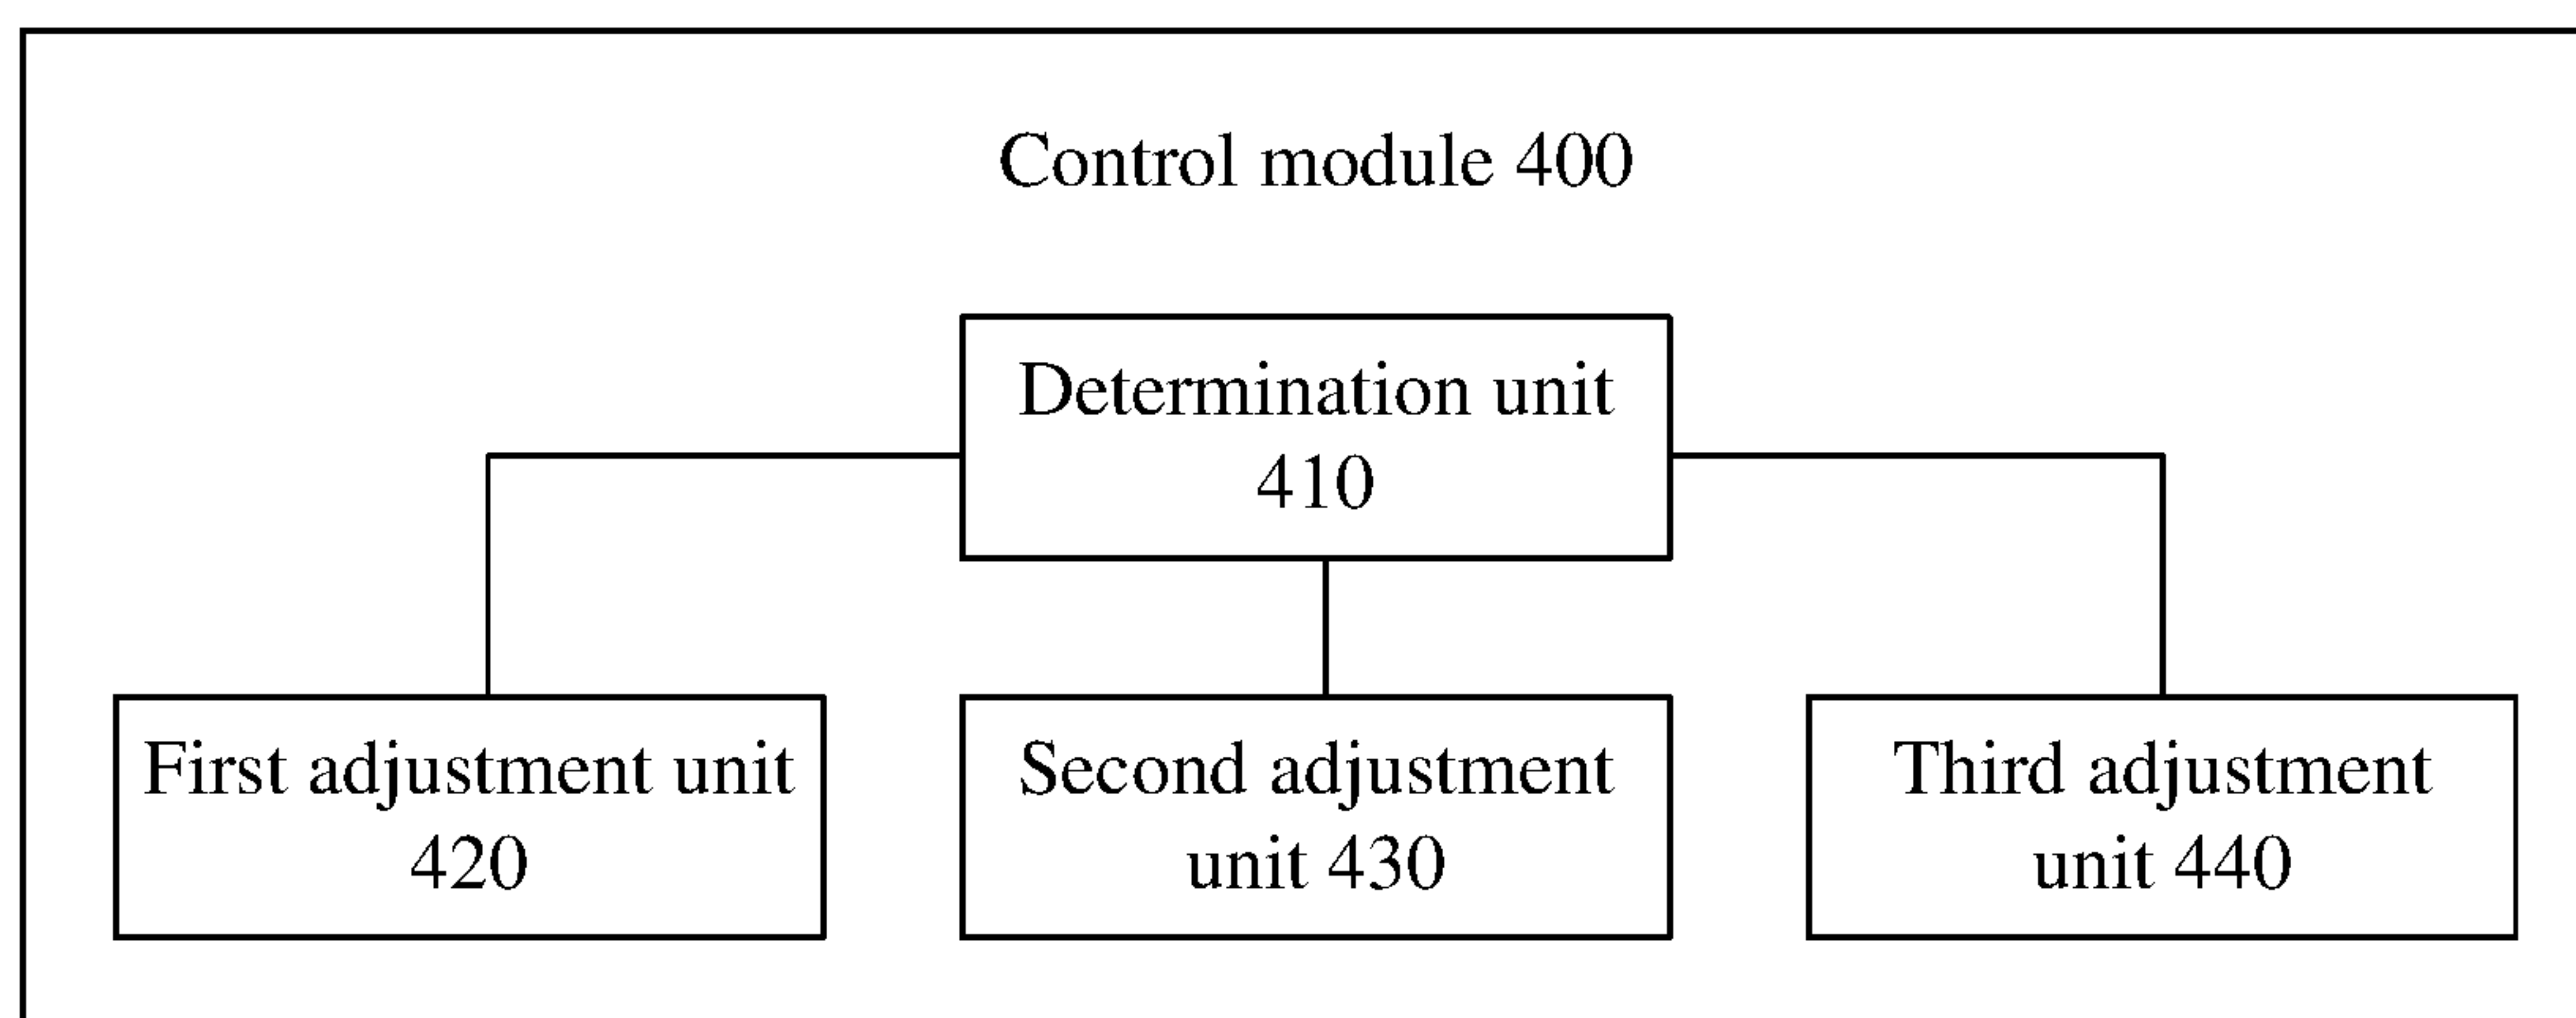 Control module 400
Determination unit
410
First adjustment unit
420
Second adjustment
unit 430
Third adjustment
unit 440